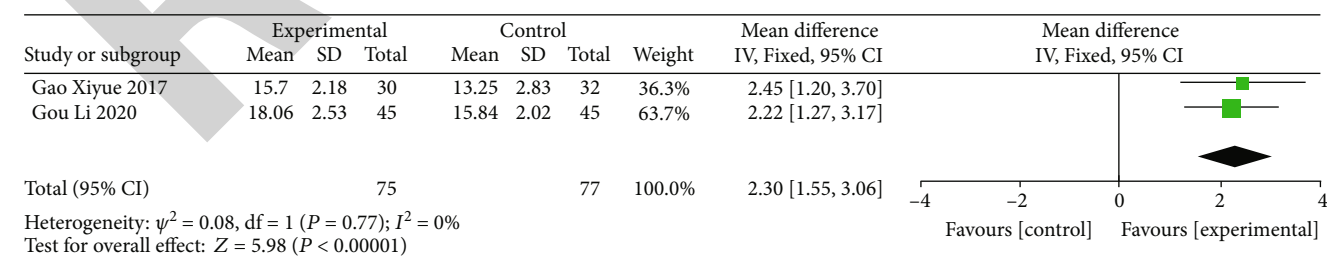 Experimental Control Mean difference Mean difference
Study or subgroup Mean SD Total Mean SD Total Weight IV, Fixed, 95% CI IV, Fixed, 95% CI
Gao Xiyue 2017 15.7 2.18 30 13.25 2.83 32 36.3% 2.45 [1.20, 3.70]
Gou Li 2020 18.06 2.53 45 15.84 2.02 45 63.7% 2.22 [1.27, 3.17]
Total (95% CI) 75 77 100.0% 2.30 [1.55, 3.06]
–4 –2 0 2 4
Heterogeneity: ψ² = 0.08, df = 1 (P = 0.77); I² = 0%
Favours [control] Favours [experimental]
Test for overall effect: Z = 5.98 (P < 0.00001)